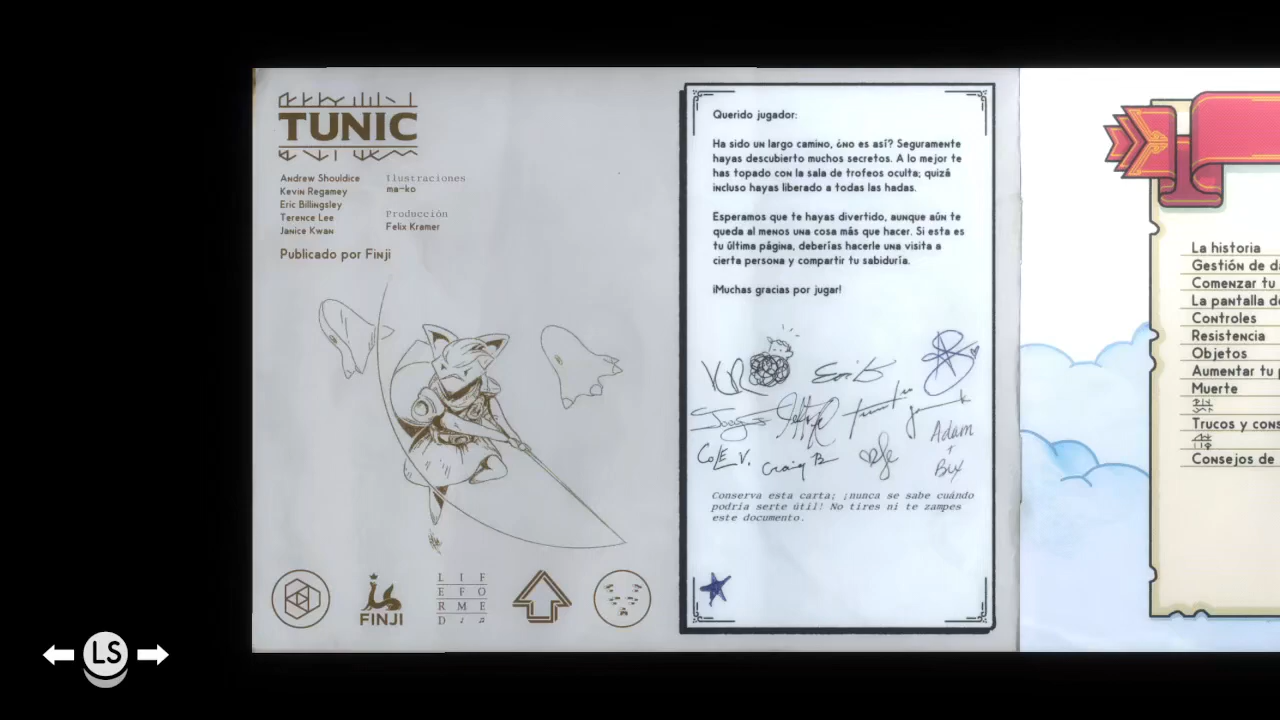 TUNIC
Andrew Shouldice
Kevin Regamey
Eric Billingsley
Terence Lee
Janice Kwan
Ilustraciones
ma-ko
Producción
Felix Kramer
Publicado por Finji
FINJI
L I F
E F O
R M E
D
Querido jugador:
Ha sido un largo camino, ¿no es así? Seguramente
hayas descubierto muchos secretos. A lo mejor te
has topado con la sala de trofeos oculta; quizá
incluso hayas liberado a todas las hadas.
Esperamos que te hayas divertido, aunque aún te
queda al menos una cosa más que hacer. Si esta es
tu última página, deberías hacerle una visita a
cierta persona y compartir tu sabiduría.
¡Muchas gracias por jugar!
Adam
+
Bix
Cole V.
Craig B
Conserva esta carta; ¡nunca se sabe cuándo
podría serte útil! No tires ni te zampes
este documento.
La historia
Gestión de da
Comenzar tu
La pantalla de
Controles
Resistencia
Objetos
Aumentar tu p
Muerte
Trucos y cons
Consejos de
LS